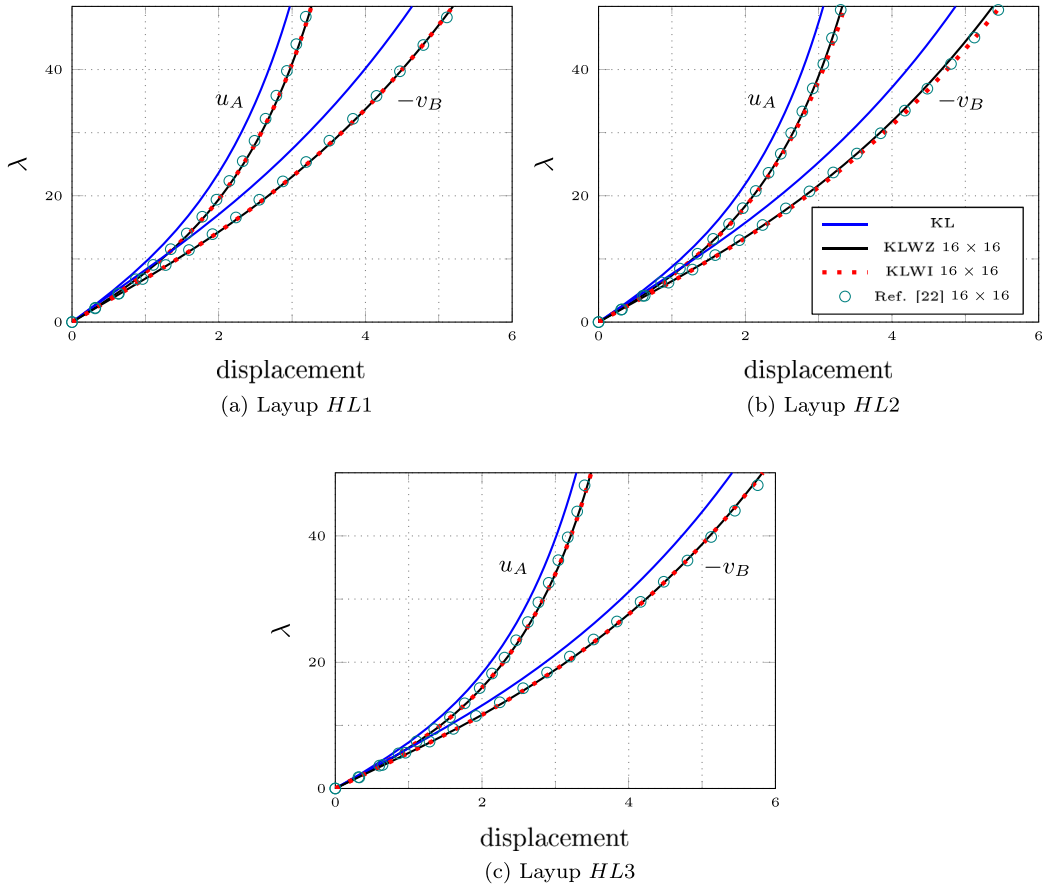 40
20
0
λ
u_A
−v_B
0 2 4 6
displacement
(a) Layup HL1
40
20
0
λ
u_A
−v_B
KL
KLWZ 16 × 16
KLWI 16 × 16
Ref. [22] 16 × 16
0 2 4 6
displacement
(b) Layup HL2
40
20
0
λ
u_A
−v_B
0 2 4 6
displacement
(c) Layup HL3